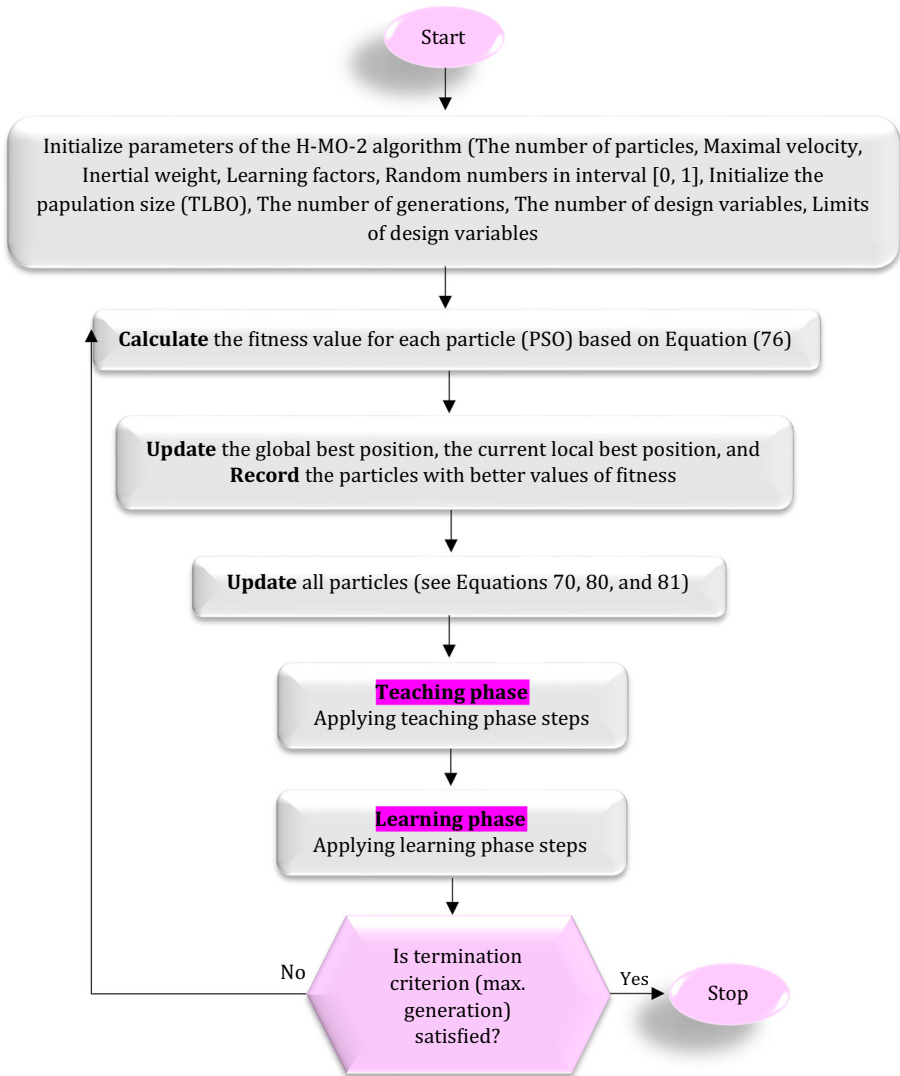 Start
Initialize parameters of the H-MO-2 algorithm (The number of particles, Maximal velocity,
Inertial weight, Learning factors, Random numbers in interval [0, 1], Initialize the
papulation size (TLBO), The number of generations, The number of design variables, Limits
of design variables
Calculate the fitness value for each particle (PSO) based on Equation (76)
Update the global best position, the current local best position, and
Record the particles with better values of fitness
Update all particles (see Equations 70, 80, and 81)
Teaching phase
Applying teaching phase steps
Learning phase
Applying learning phase steps
Is termination
criterion (max.
generation)
satisfied?
No
Yes
Stop